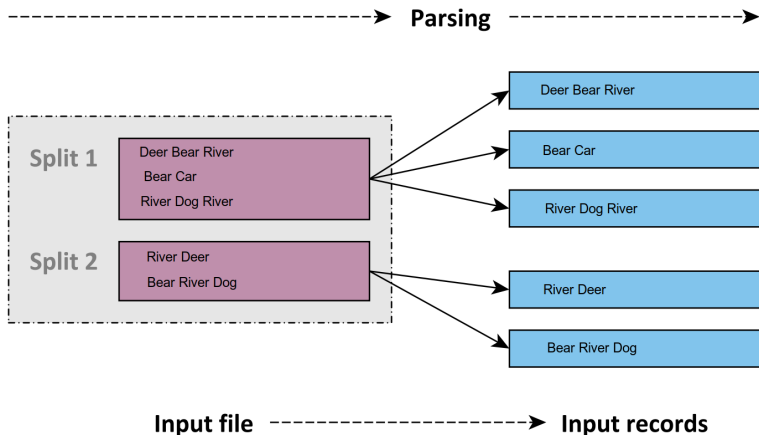 Parsing
Split 1
Deer Bear River
Bear Car
River Dog River
Split 2
River Deer
Bear River Dog
Deer Bear River
Bear Car
River Dog River
River Deer
Bear River Dog
Input file
Input records